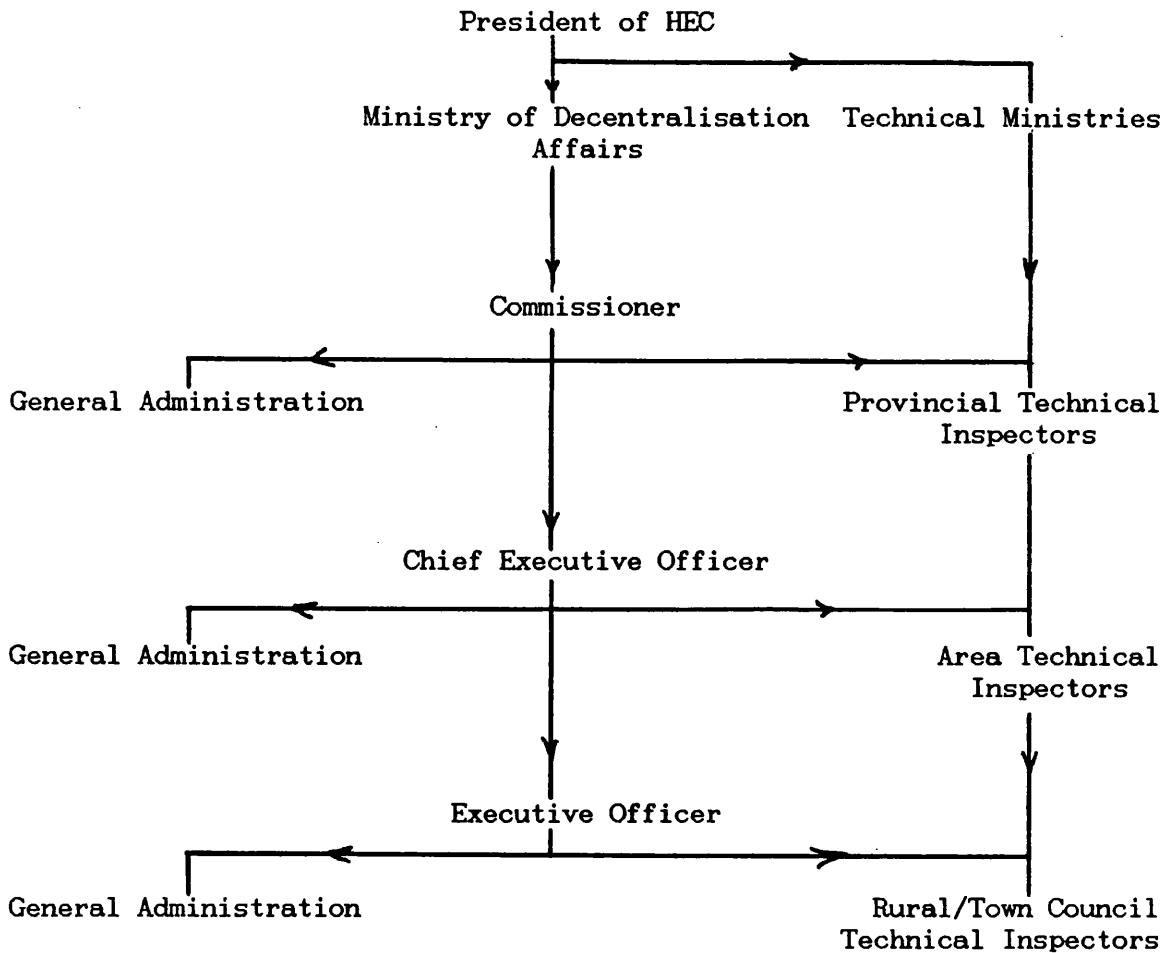 President of HEC
Ministry of Decentralisation
Affairs
Technical Ministries
Commissioner
General Administration
Provincial Technical
Inspectors
Chief Executive Officer
General Administration
Area Technical
Inspectors
Executive Officer
General Administration
Rural/Town Council
Technical Inspectors